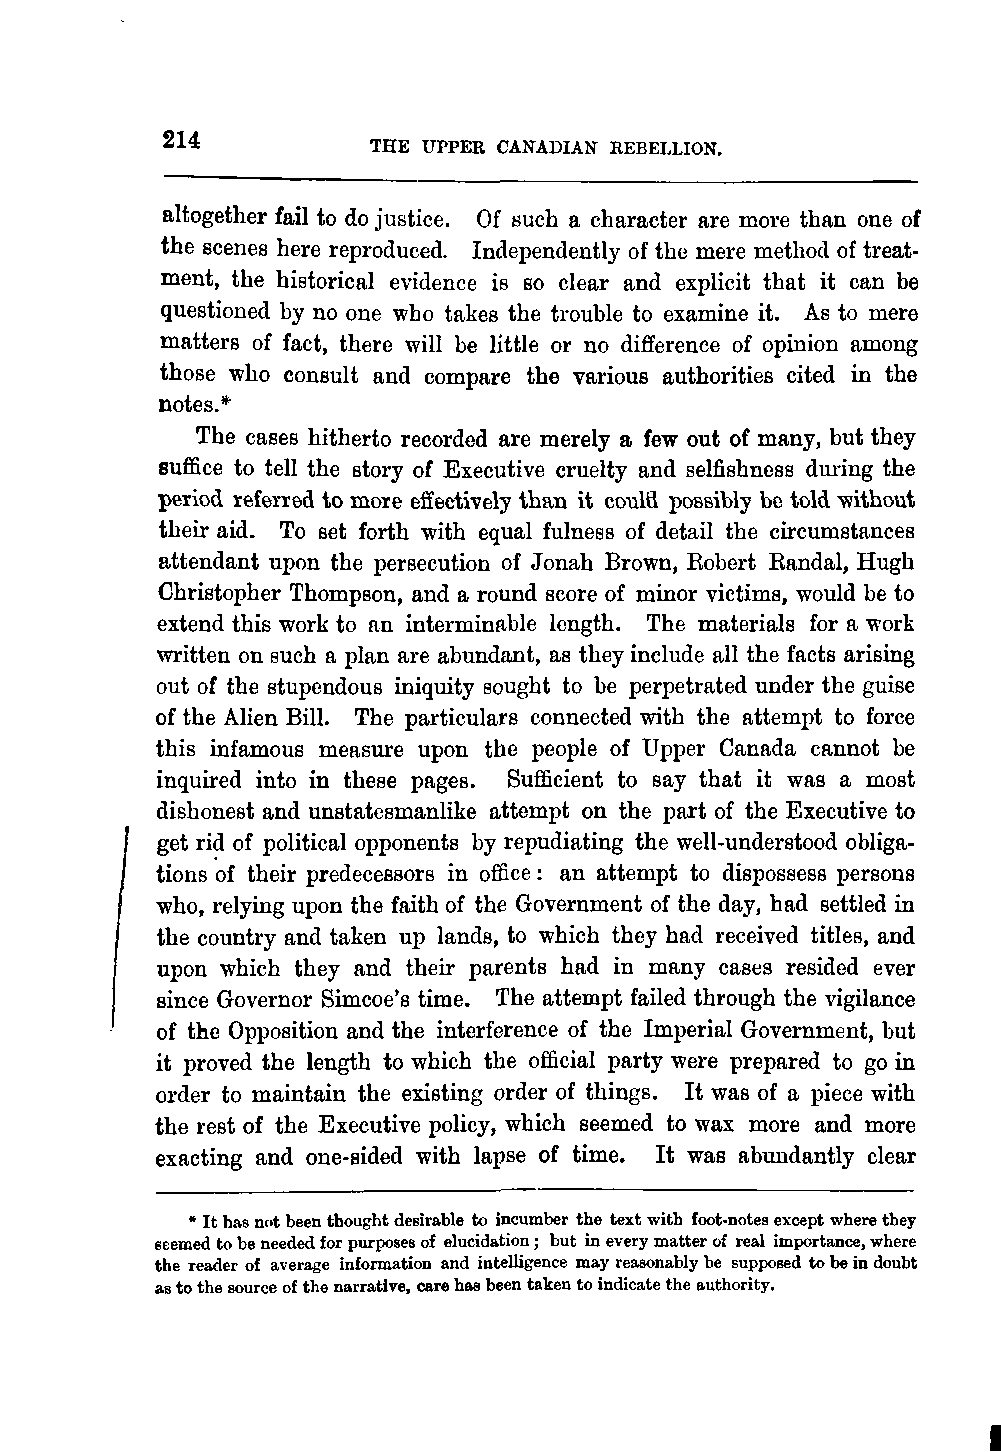 214
THE UPPER CANADIAN REBELLION.
altogether fail to do justice. Of such a character are more than one of
the scenes here reproduced. Independently of the mere method of treat-
ment, the historical evidence is so clear and explicit that it can be
questioned by no one who takes the trouble to examine it. As to mere
matters of fact, there will be little or no difference of opinion among
those who consult and compare the various authorities cited in the
notes.*
The cases hitherto recorded are merely a few out of many, but they
suffice to tell the story of Executive cruelty and selfishness during the
period referred to more effectively than it could possibly be told without
their aid. To set forth with equal fulness of detail the circumstances
attendant upon the persecution of Jonah Brown, Robert Randal, Hugh
Christopher Thompson, and a round score of minor victims, would be to
extend this work to an interminable length. The materials for a work
written on such a plan are abundant, as they include all the facts arising
out of the stupendous iniquity sought to be perpetrated under the guise
of the Alien Bill. The particulars connected with the attempt to force
this infamous measure upon the people of Upper Canada cannot be
inquired into in these pages. Sufficient to say that it was a most
dishonest and unstatesmanlike attempt on the part of the Executive to
get rid of political opponents by repudiating the well-understood obliga-
tions of their predecessors in office: an attempt to dispossess persons
who, relying upon the faith of the Government of the day, had settled in
the country and taken up lands, to which they had received titles, and
upon which they and their parents had in many cases resided ever
since Governor Simcoe's time. The attempt failed through the vigilance
of the Opposition and the interference of the Imperial Government, but
it proved the length to which the official party were prepared to go in
order to maintain the existing order of things. It was of a piece with
the rest of the Executive policy, which seemed to wax more and more
exacting and one-sided with lapse of time. It was abundantly clear
* It has not been thought desirable to incumber the text with foot-notes except where they
seemed to be needed for purposes of elucidation; but in every matter of real importance, where
the reader of average information and intelligence may reasonably be supposed to be in doubt
as to the source of the narrative, care has been taken to indicate the authority.